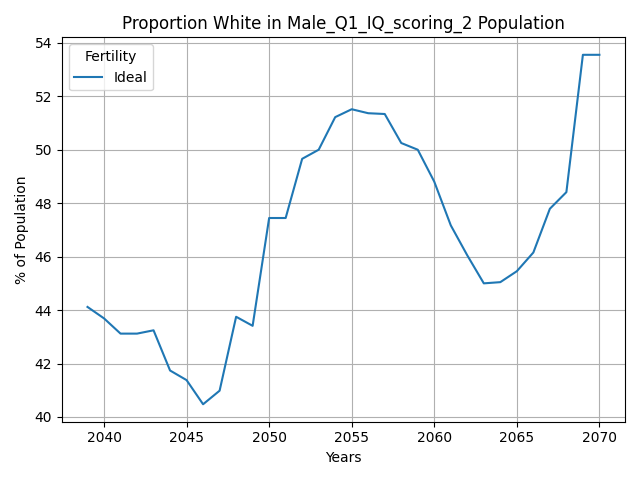 Proportion White in Male_Q1_IQ_scoring_2 Population
Fertility
Ideal
% of Population
54
52
50
48
46
44
42
40
2040 2045 2050 2055 2060 2065 2070
Years